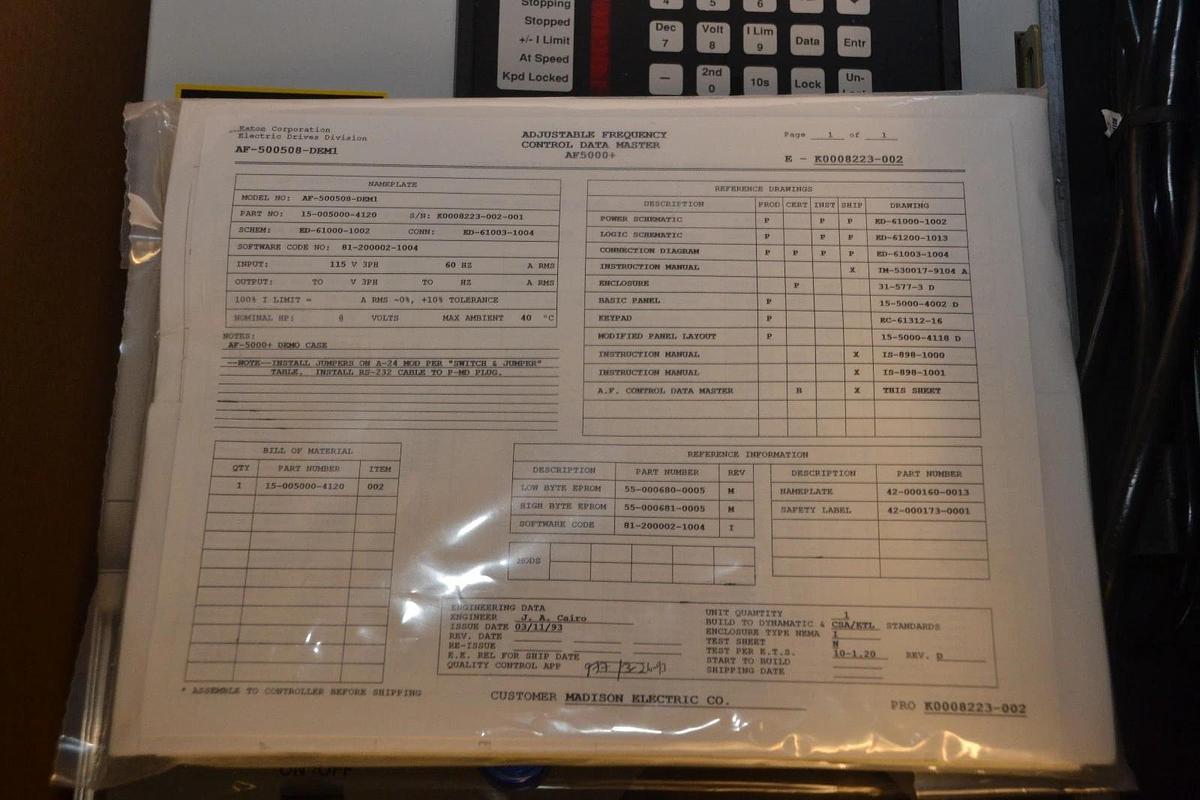 Stopping
Stopped
+/- I Limit
At Speed
Kpd Locked
4 5 6
Dec 7 Volt 8 I Lim 9 Data Entr
— 2nd 0 10s Lock Un-
Eaton Corporation
Electric Drives Division
AF-500508-DEM1
ADJUSTABLE FREQUENCY
CONTROL DATA MASTER
AF5000+
Page 1 of 1
E - K0008223-002
NAMEPLATE
MODEL NO: AF-500508-DEM1
PART NO: 15-005000-4120 S/N: K0008223-002-001
SCHEM: ED-61000-1002 CONN: ED-61003-1004
SOFTWARE CODE NO: 81-200002-1004
INPUT: 115 V 3PH 60 HZ A RMS
OUTPUT: TO V 3PH TO HZ A RMS
100% I LIMIT = A RMS -0%, +10% TOLERANCE
NOMINAL HP: @ VOLTS MAX AMBIENT 40 °C
NOTES:
AF-5000+ DEMO CASE
--NOTE--INSTALL JUMPERS ON A-24 MOD PER "SWITCH & JUMPER"
TABLE. INSTALL RS-232 CABLE TO P-MD PLUG.
REFERENCE DRAWINGS
DESCRIPTION PROD CERT INST SHIP DRAWING
POWER SCHEMATIC P P P ED-61000-1002
LOGIC SCHEMATIC P P P ED-61200-1013
CONNECTION DIAGRAM P P P P ED-61003-1004
INSTRUCTION MANUAL X IM-530017-9104 A
ENCLOSURE P 31-577-3 D
BASIC PANEL P 15-5000-4002 D
KEYPAD P EC-61312-16
MODIFIED PANEL LAYOUT P 15-5000-4118 D
INSTRUCTION MANUAL X IS-898-1000
INSTRUCTION MANUAL X IS-898-1001
A.F. CONTROL DATA MASTER R X THIS SHEET
BILL OF MATERIAL
QTY PART NUMBER ITEM
1 15-005000-4120 002
REFERENCE INFORMATION
DESCRIPTION PART NUMBER REV
LOW BYTE EPROM 55-000680-0005 M
HIGH BYTE EPROM 55-000681-0005 M
SOFTWARE CODE 81-200002-1004 I
DESCRIPTION PART NUMBER
NAMEPLATE 42-000160-0013
SAFETY LABEL 42-000173-0001
MODS
ENGINEERING DATA
ENGINEER J. A. Cairo
ISSUE DATE 03/11/93
REV. DATE
RE-ISSUE
E.E. REL FOR SHIP DATE
QUALITY CONTROL APP
UNIT QUANTITY 1
BUILD TO DYNAMATIC & CSA/ETL STANDARDS
ENCLOSURE TYPE NEMA 1
TEST SHEET N
TEST PER E.T.S. 10-1.20 REV. D
START TO BUILD
SHIPPING DATE
* ASSEMBLE TO CONTROLLER BEFORE SHIPPING
CUSTOMER MADISON ELECTRIC CO.
PRO K0008223-002
ON/OFF